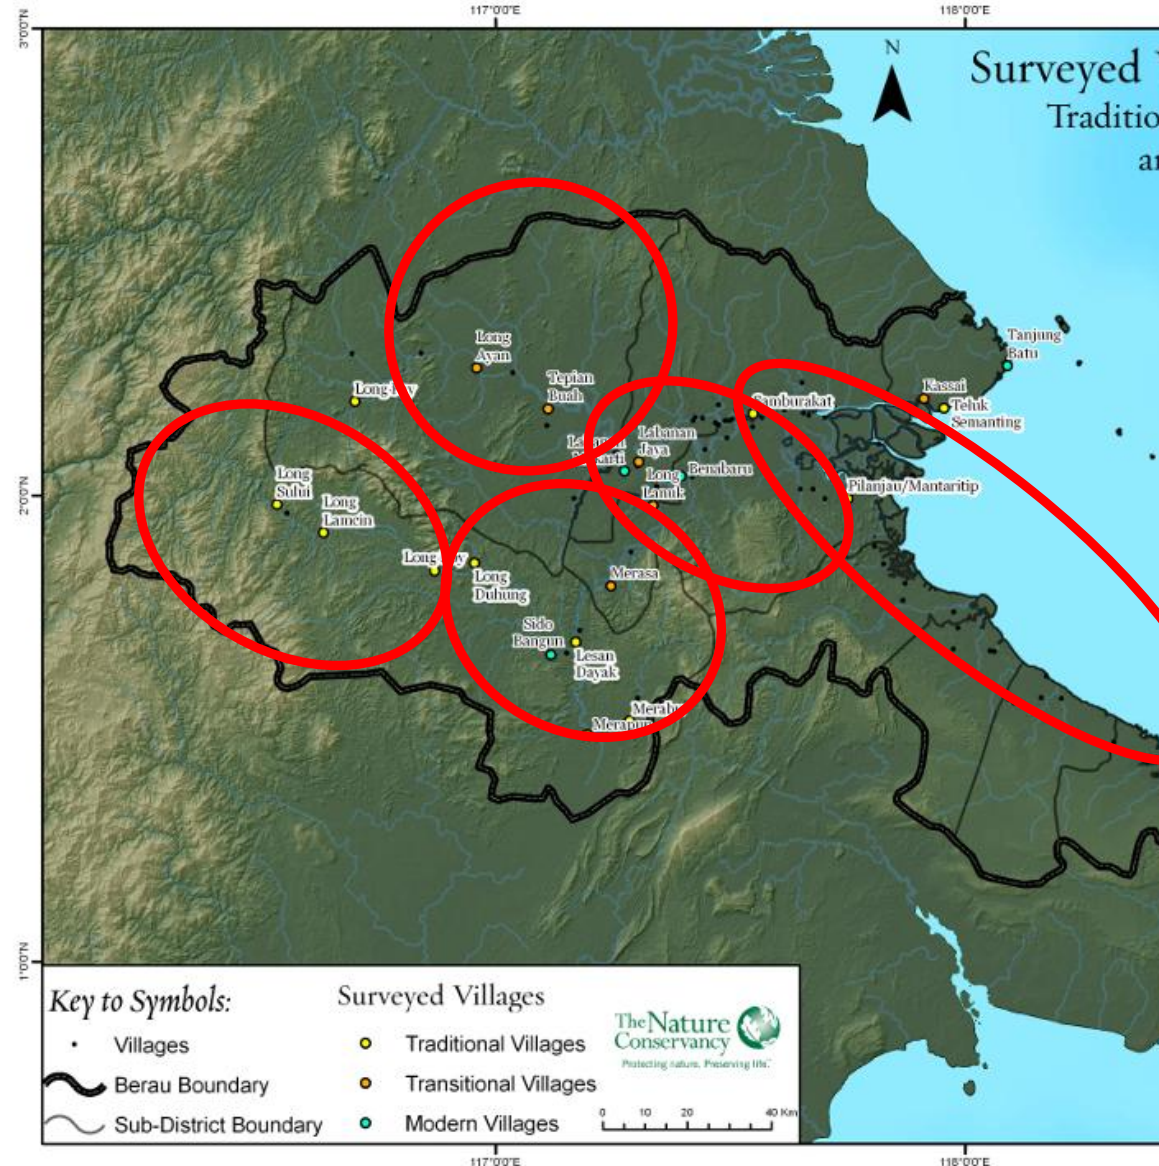 117°0'0"E
118°0'0"E
3°0'0"N
N
Surveyed
Traditio
Tanjung
Batu
Long
Ayan
Tepian
Buah
Kassai
Teluk
Semanting
Samburakat
Labanan
Jaya
Benabaru
Long
Lanuk
Pilanjau/Mantaritip
2°0'0"N
Long
Sului
Long
Lamcin
Long
Long
Duhung
Merasa
Sido
Bangun
Lesan
Dayak
Merapun
1°0'0"N
Key to Symbols:
Villages
Berau Boundary
Sub-District Boundary
Surveyed Villages
Traditional Villages
Transitional Villages
Modern Villages
The Nature
Conservancy
Protecting nature. Preserving life.™
0 10 20 40 Km
117°0'0"E
118°0'0"E